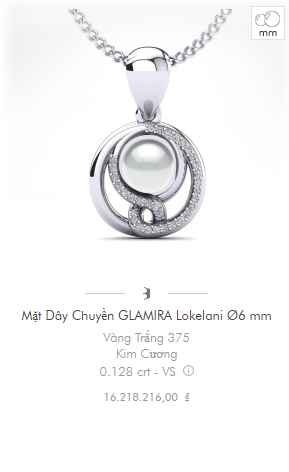 mm
Mặt Dây Chuyền GLAMIRA Lokelani Ø6 mm
Vàng Trắng 375
Kim Cương
0.128 crt - VS
16.218.216,00 ₫